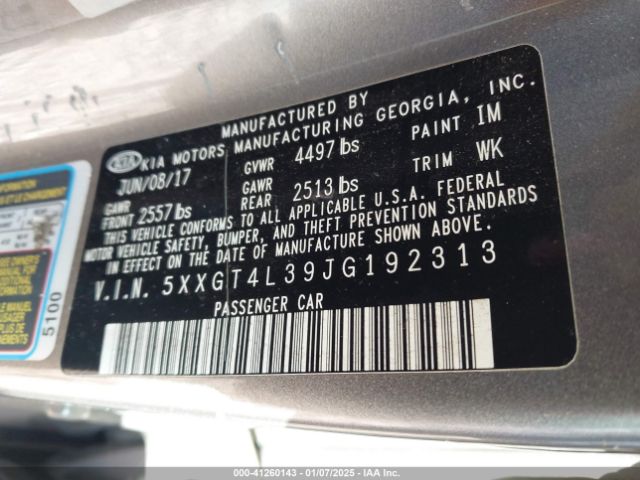 MANUFACTURED BY
KIA KIA MOTORS MANUFACTURING GEORGIA, INC.
JUN/08/17 GVWR 4497 lbs PAINT IM
GAWR FRONT 2557 lbs GAWR REAR 2513 lbs TRIM WK
THIS VEHICLE CONFORMS TO ALL APPLICABLE U.S.A. FEDERAL
MOTOR VEHICLE SAFETY, BUMPER, AND THEFT PREVENTION STANDARDS
IN EFFECT ON THE DATE OF MANUFACTURE SHOWN ABOVE.
V.I.N. 5XXGT4L39JG192313
PASSENGER CAR
INFORMATION
5100
000-41260143 - 01/07/2025 - IAA Inc.